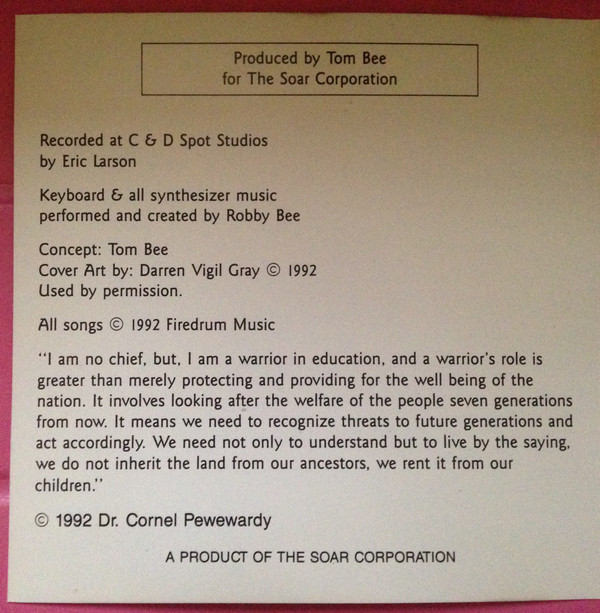 Produced by Tom Bee
for The Soar Corporation
Recorded at C & D Spot Studios
by Eric Larson
Keyboard & all synthesizer music
performed and created by Robby Bee
Concept: Tom Bee
Cover Art by: Darren Vigil Gray © 1992
Used by permission.
All songs © 1992 Firedrum Music
"I am no chief, but, I am a warrior in education, and a warrior's role is
greater than merely protecting and providing for the well being of the
nation. It involves looking after the welfare of the people seven generations
from now. It means we need to recognize threats to future generations and
act accordingly. We need not only to understand but to live by the saying,
we do not inherit the land from our ancestors, we rent it from our
children."
© 1992 Dr. Cornel Pewewardy
A PRODUCT OF THE SOAR CORPORATION